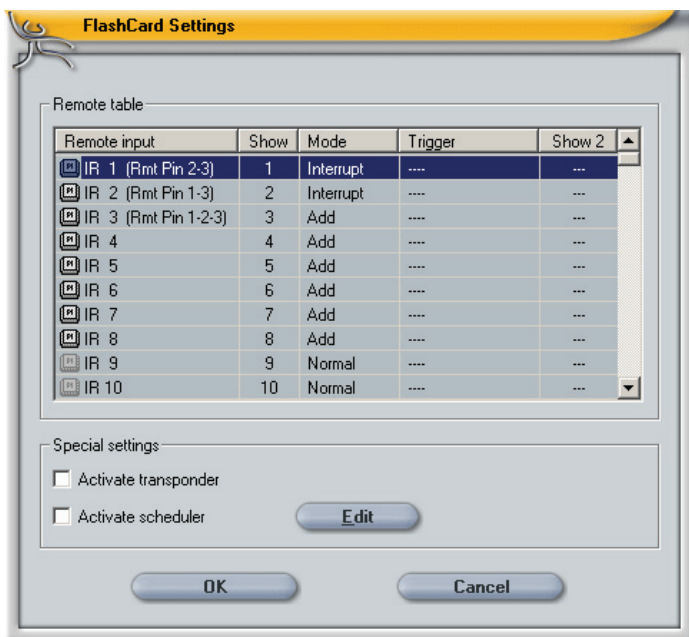 FlashCard Settings
Remote table
Remote input Show Mode Trigger Show 2
IR 1 (Rmt Pin 2-3) 1 Interrupt ---- ---
IR 2 (Rmt Pin 1-3) 2 Interrupt ---- ---
IR 3 (Rmt Pin 1-2-3) 3 Add ---- ---
IR 4 4 Add ---- ---
IR 5 5 Add ---- ---
IR 6 6 Add ---- ---
IR 7 7 Add ---- ---
IR 8 8 Add ---- ---
IR 9 9 Normal ---- ---
IR 10 10 Normal ---- ---
Special settings
Activate transponder
Activate scheduler Edit
OK Cancel